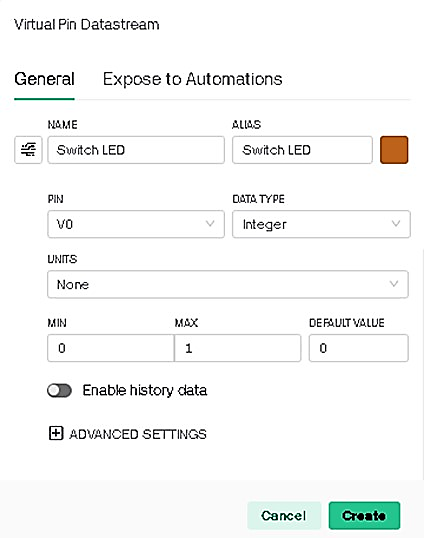 Virtual Pin Datastream
General Expose to Automations
NAME ALIAS
Switch LED Switch LED
PIN DATA TYPE
V0 Integer
UNITS
None
MIN MAX DEFAULT VALUE
0 1 0
Enable history data
ADVANCED SETTINGS
Cancel Create